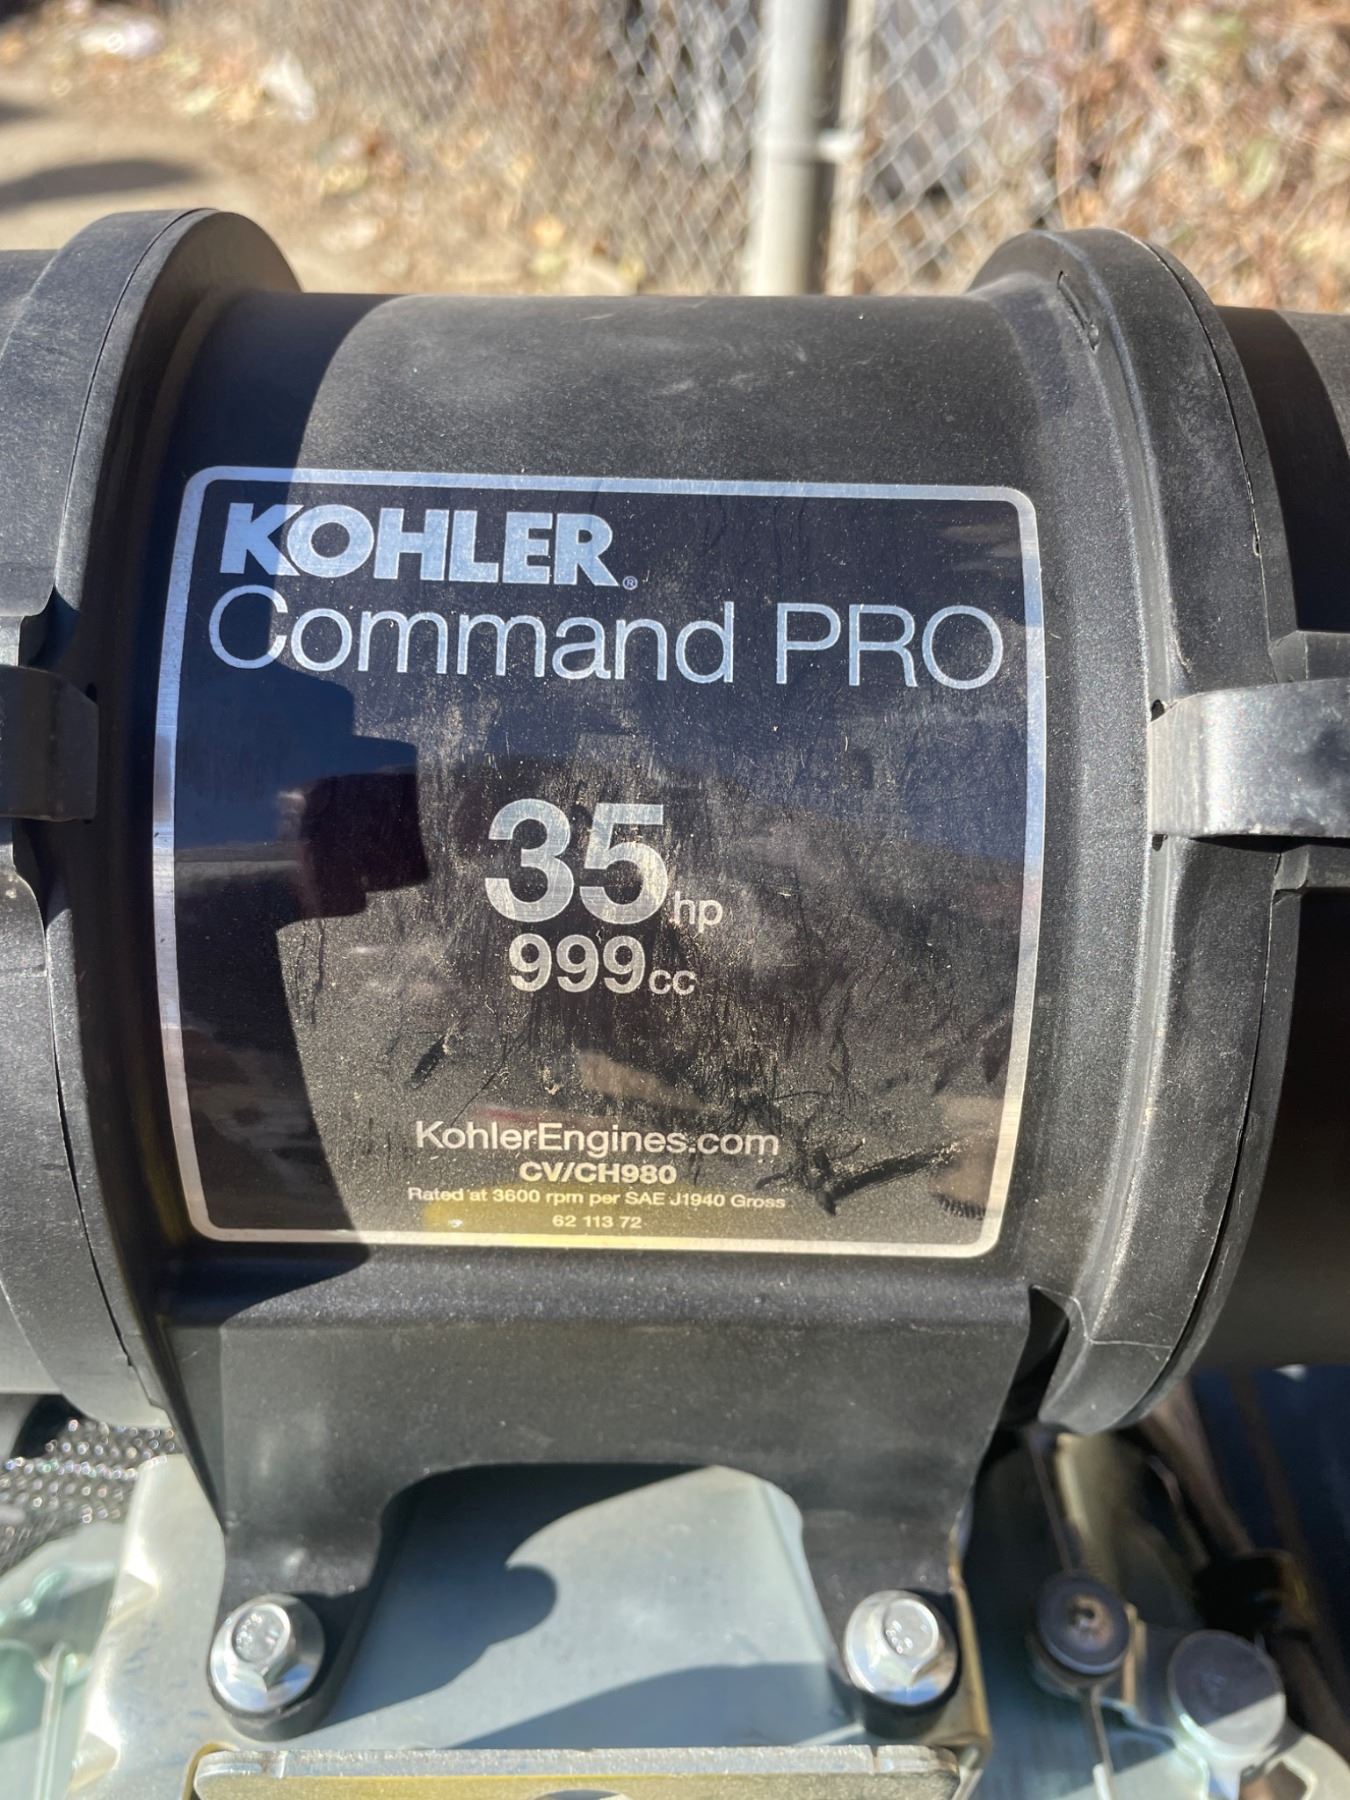 KOHLER®
Command PRO
35hp
999cc
KohlerEngines.com
CV/CH980
Rated at 3600 rpm per SAE J1940 Gross
62 113 72